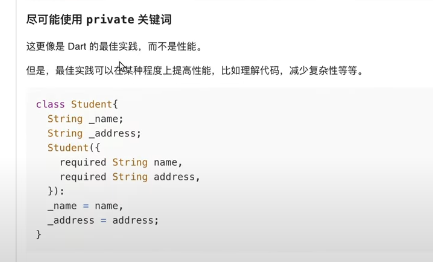 尽可能使用 private 关键词
这更像是 Dart 的最佳实践，而不是性能。
但是，最佳实践可以在某种程度上提高性能，比如理解代码，减少复杂性等等。
class Student{
  String _name;
  String _address;
  Student({
    required String name,
    required String address,
  }):
  _name = name,
  _address = address;
}